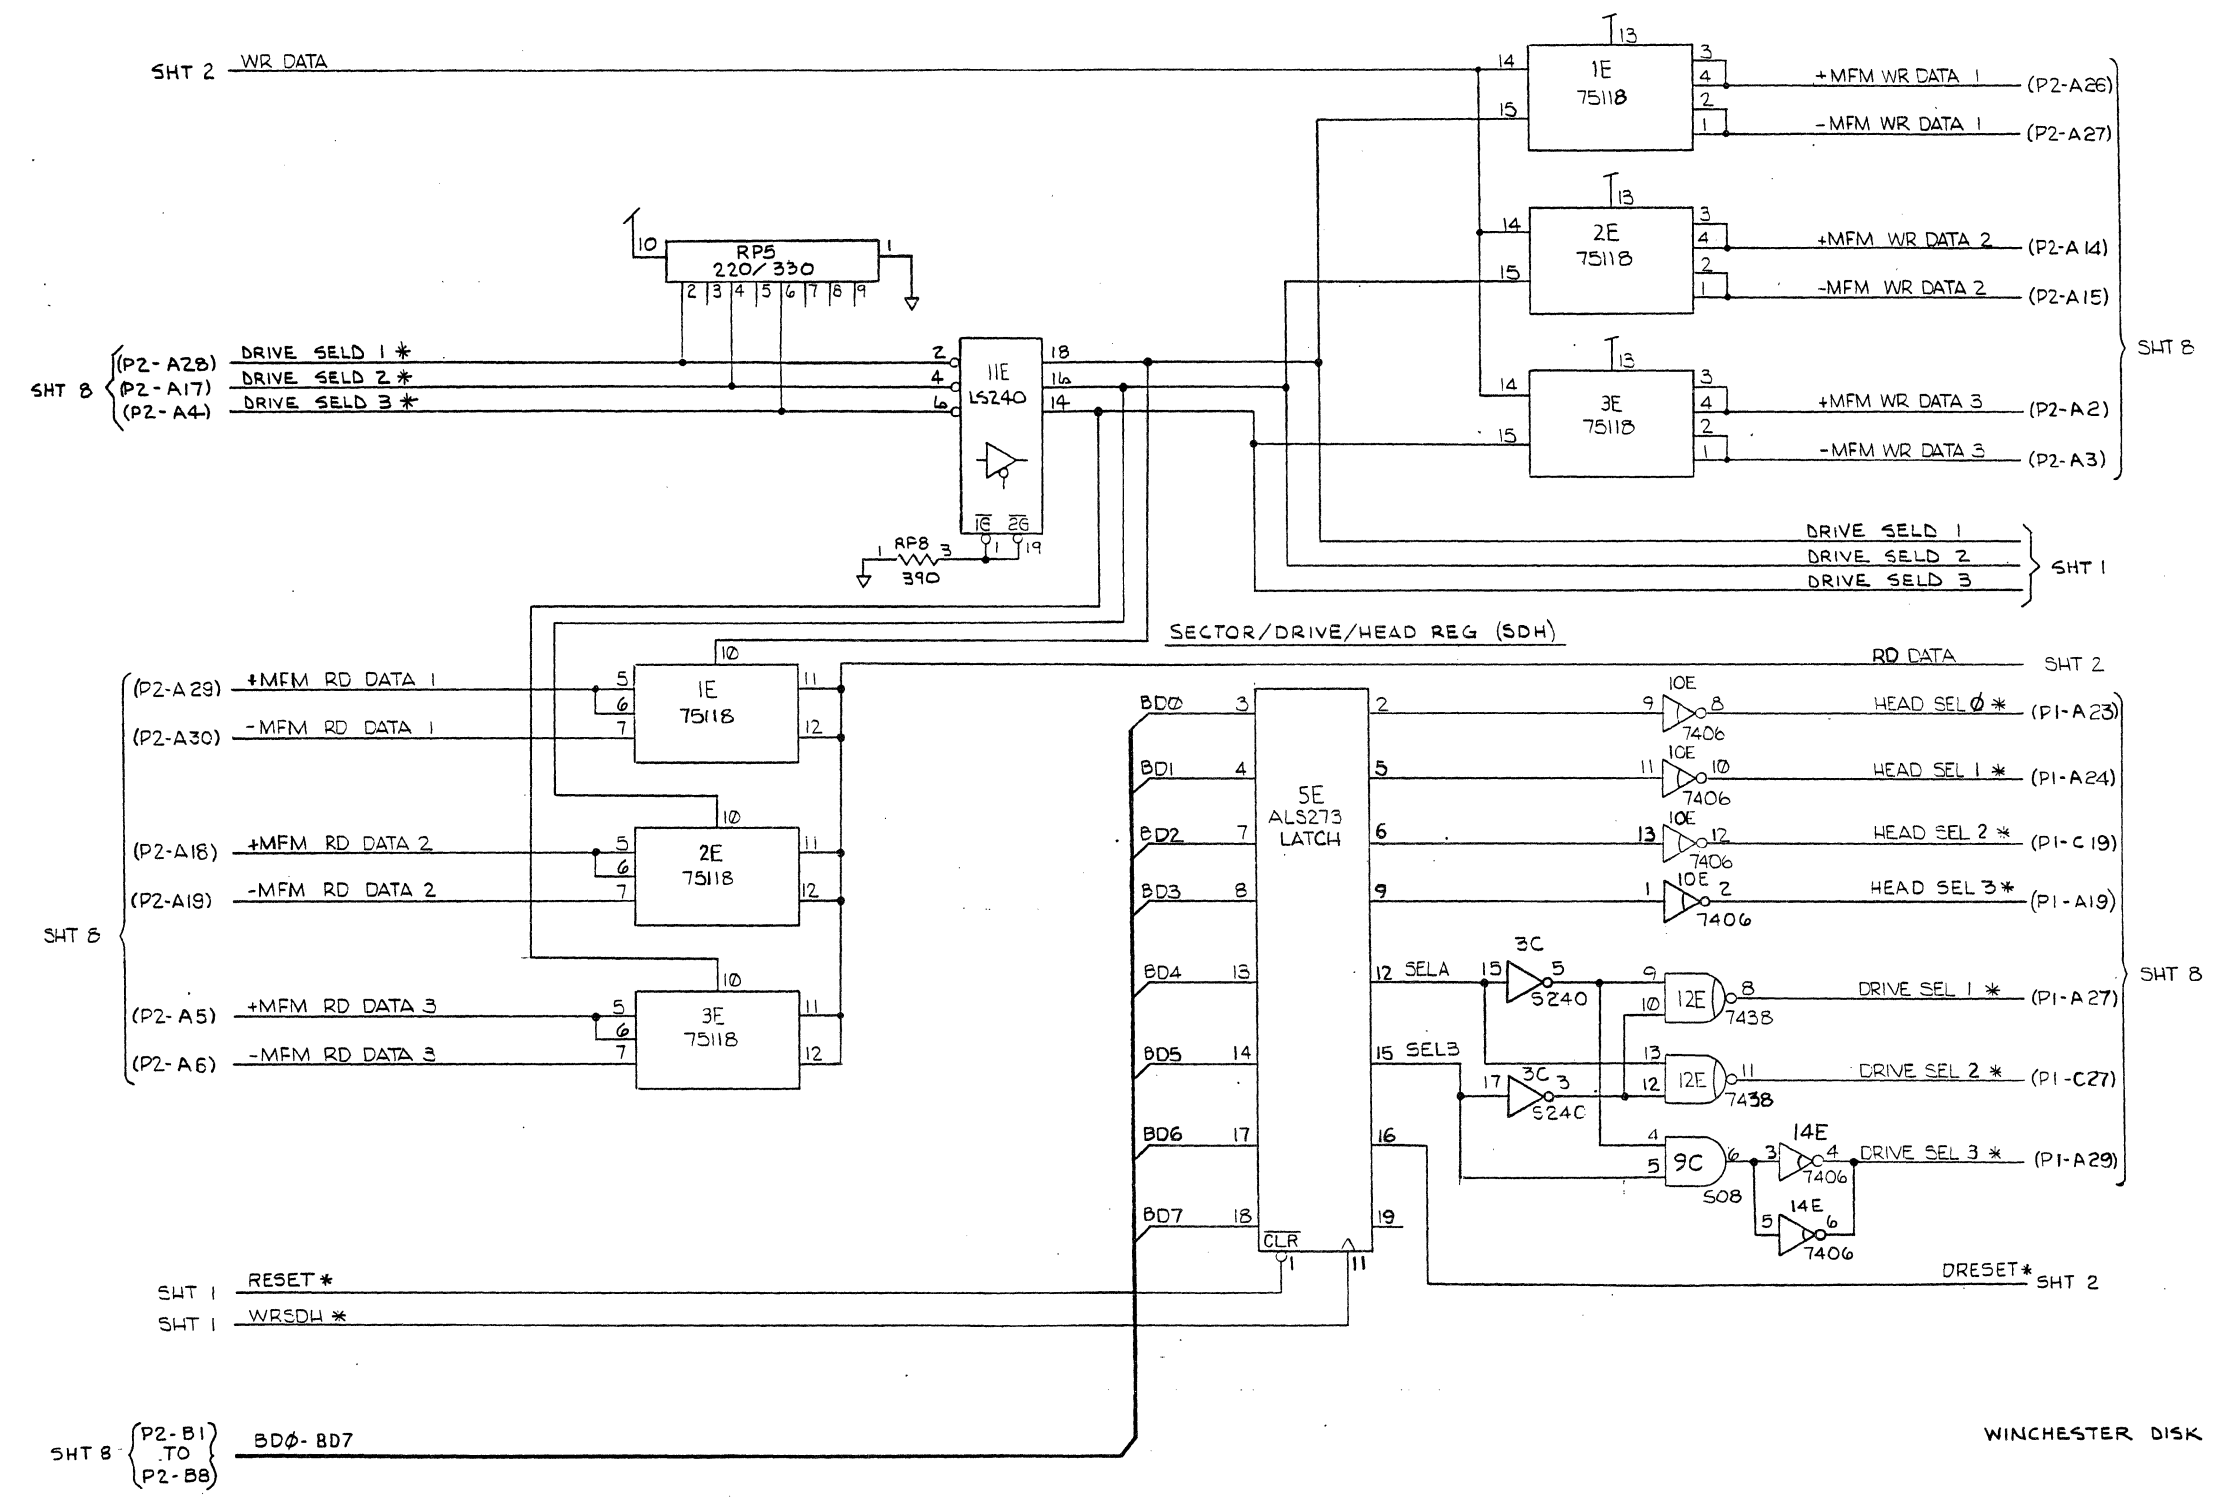 SHT 2 WR DATA
14 13 1E 75118 3 4 +MFM WR DATA 1 (P2-A26)
15 2 1 -MFM WR DATA 1 (P2-A27)
14 13 2E 75118 3 4 +MFM WR DATA 2 (P2-A14)
15 2 1 -MFM WR DATA 2 (P2-A15)
14 13 3E 75118 3 4 +MFM WR DATA 3 (P2-A2)
15 2 1 -MFM WR DATA 3 (P2-A3)
SHT 8
10 RP5 1
220/330
2 3 4 5 6 7 8 9
SHT 8
(P2-A28) DRIVE SELD 1* 2 18
(P2-A17) DRIVE SELD 2* 4 16
(P2-A4) DRIVE SELD 3* 6 14
11E
LS240
1G 2G
1 19
1 RP8 3
390
DRIVE SELD 1
DRIVE SELD 2
DRIVE SELD 3
SHT 1
SECTOR/DRIVE/HEAD REG (SDH)
RD DATA SHT 2
SHT 8
(P2-A29) +MFM RD DATA 1 5 6 10 1E 75118 11
(P2-A30) -MFM RD DATA 1 7 12
(P2-A18) +MFM RD DATA 2 5 6 10 2E 75118 11
(P2-A19) -MFM RD DATA 2 7 12
(P2-A5) +MFM RD DATA 3 5 6 10 3E 75118 11
(P2-A6) -MFM RD DATA 3 7 12
5E
ALS273
LATCH
BDØ 3 2 9 10E 8 7406 HEAD SEL Ø* (P1-A23)
BD1 4 5 11 10E 10 7406 HEAD SEL 1* (P1-A24)
BD2 7 6 13 10E 12 7406 HEAD SEL 2* (P1-C19)
BD3 8 9 1 10E 2 7406 HEAD SEL 3* (P1-A19)
BD4 13 12 SELA 15 3C 5 S240 9 10 12E 8 7438 DRIVE SEL 1* (P1-A27)
BD5 14 15 SEL3 17 3C 3 S240 13 12 12E 11 7438 DRIVE SEL 2* (P1-C27)
BD6 17 16 4 5 9C 6 S08 3 14E 4 7406 DRIVE SEL 3* (P1-A29)
BD7 18 19 5 14E 6 7406
SHT 8
CLR 1 11
DRESET* SHT 2
SHT 1 RESET*
SHT 1 WRSDH*
SHT 8 P2-B1 TO P2-B8 BDØ-BD7
WINCHESTER DISK